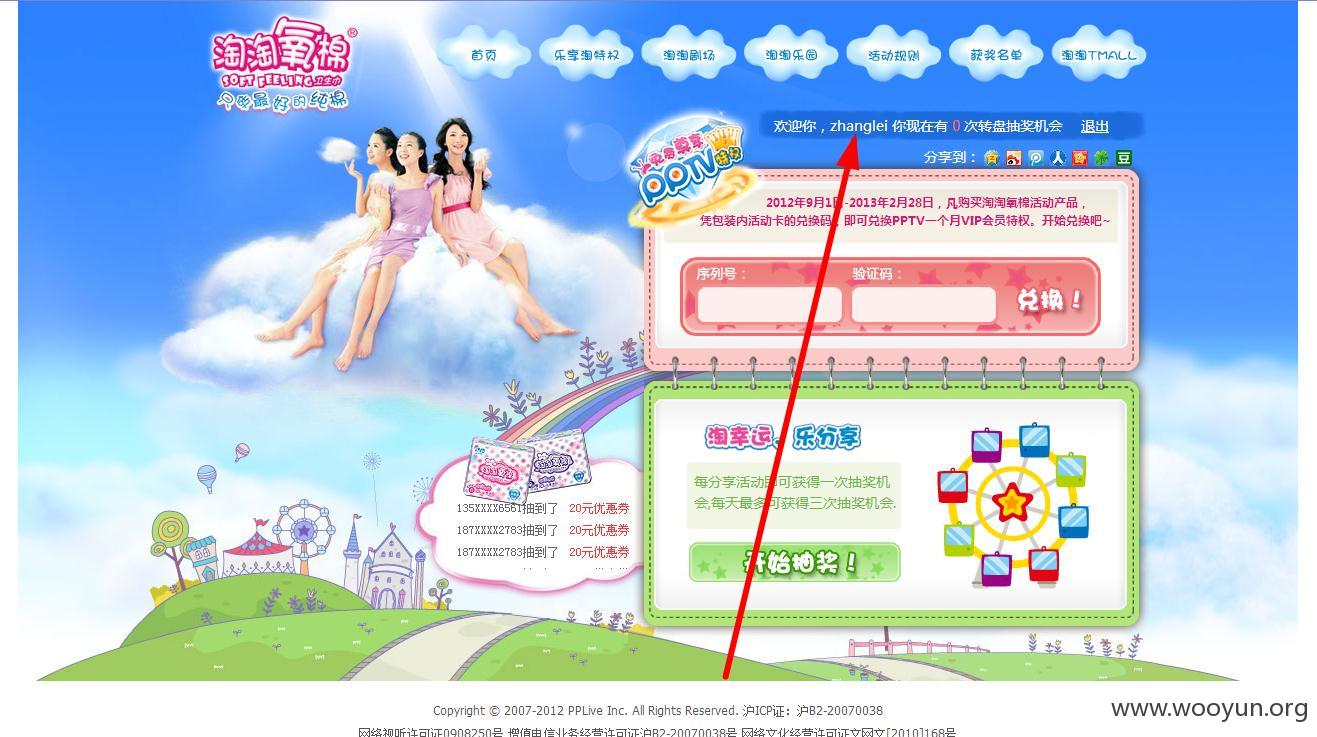 淘淘氧棉®
SOFT FEELING 卫生巾
只做最好的纯棉
首页 乐享淘特权 淘淘剧场 淘淘乐园 活动规则 获奖名单 淘淘TMALL
欢迎你，zhanglei 你现在有 0 次转盘抽奖机会 退出
分享到：
免费尊享
PPTV特权
2012年9月1日-2013年2月28日，凡购买淘淘氧棉活动产品，
凭包装内活动卡的兑换码，即可兑换PPTV一个月VIP会员特权。开始兑换吧~
序列号： 验证码：
兑换！
淘幸运、乐分享
每分享活动即可获得一次抽奖机
会,每天最多可获得三次抽奖机会.
开始抽奖！
135XXXX6561抽到了 20元优惠券
187XXXX2783抽到了 20元优惠券
187XXXX2783抽到了 20元优惠券
Copyright © 2007-2012 PPLive Inc. All Rights Reserved. 沪ICP证：沪B2-20070038
网络视听许可证0908250号 增值电信业务经营许可证沪B2-20070038号 网络文化经营许可证文网文[2010]168号
www.wooyun.org